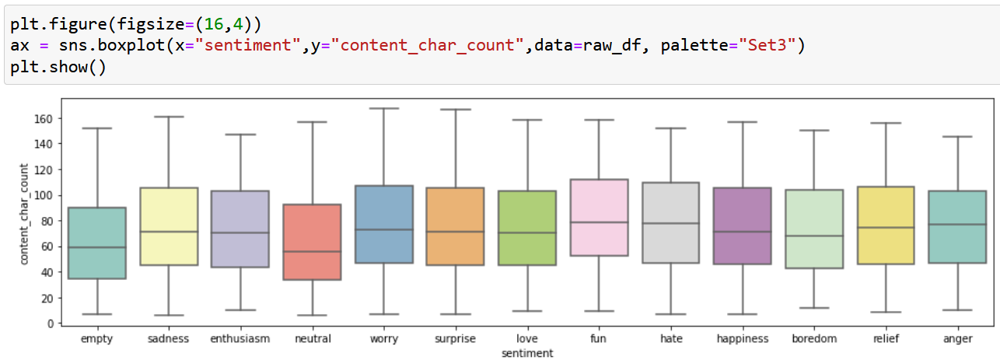 plt.figure(figsize=(16,4))
ax = sns.boxplot(x="sentiment",y="content_char_count",data=raw_df, palette="Set3")
plt.show()
160
140
120
100
80
60
40
20
0
content_char_count
empty sadness enthusiasm neutral worry surprise love fun hate happiness boredom relief anger
sentiment